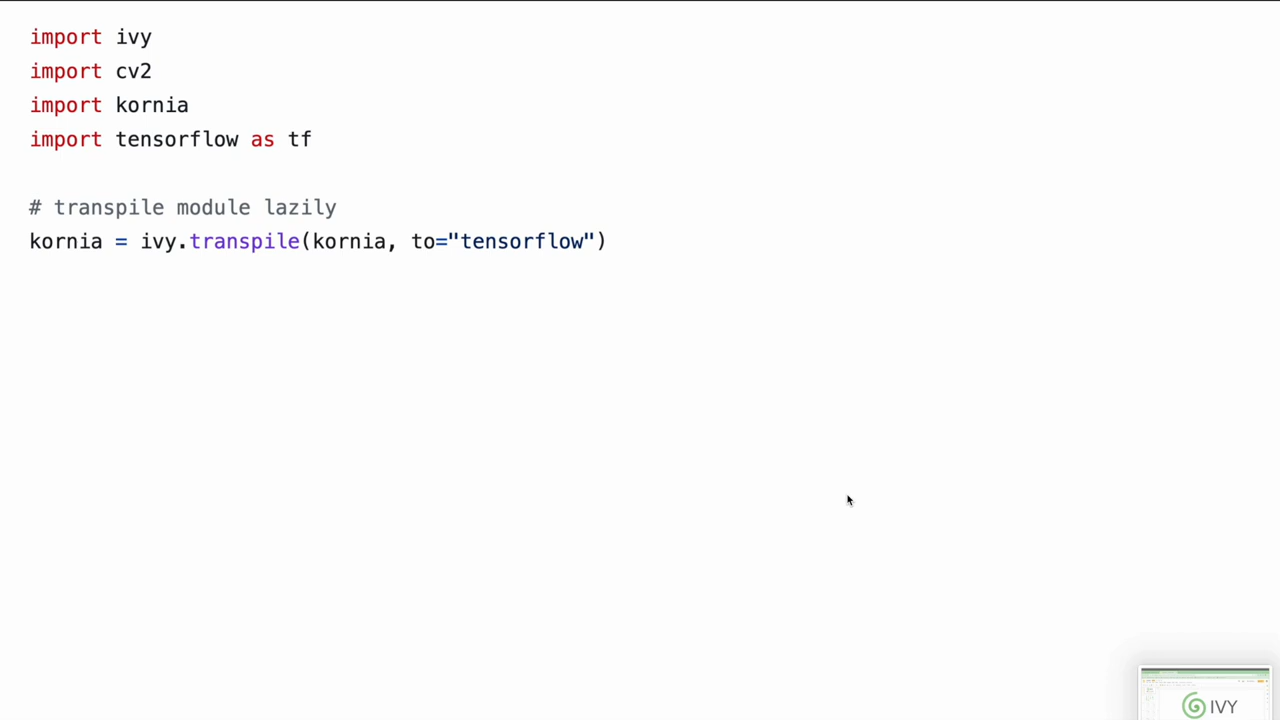 import ivy
import cv2
import kornia
import tensorflow as tf
# transpile module lazily
kornia = ivy.transpile(kornia, to="tensorflow")
IVY